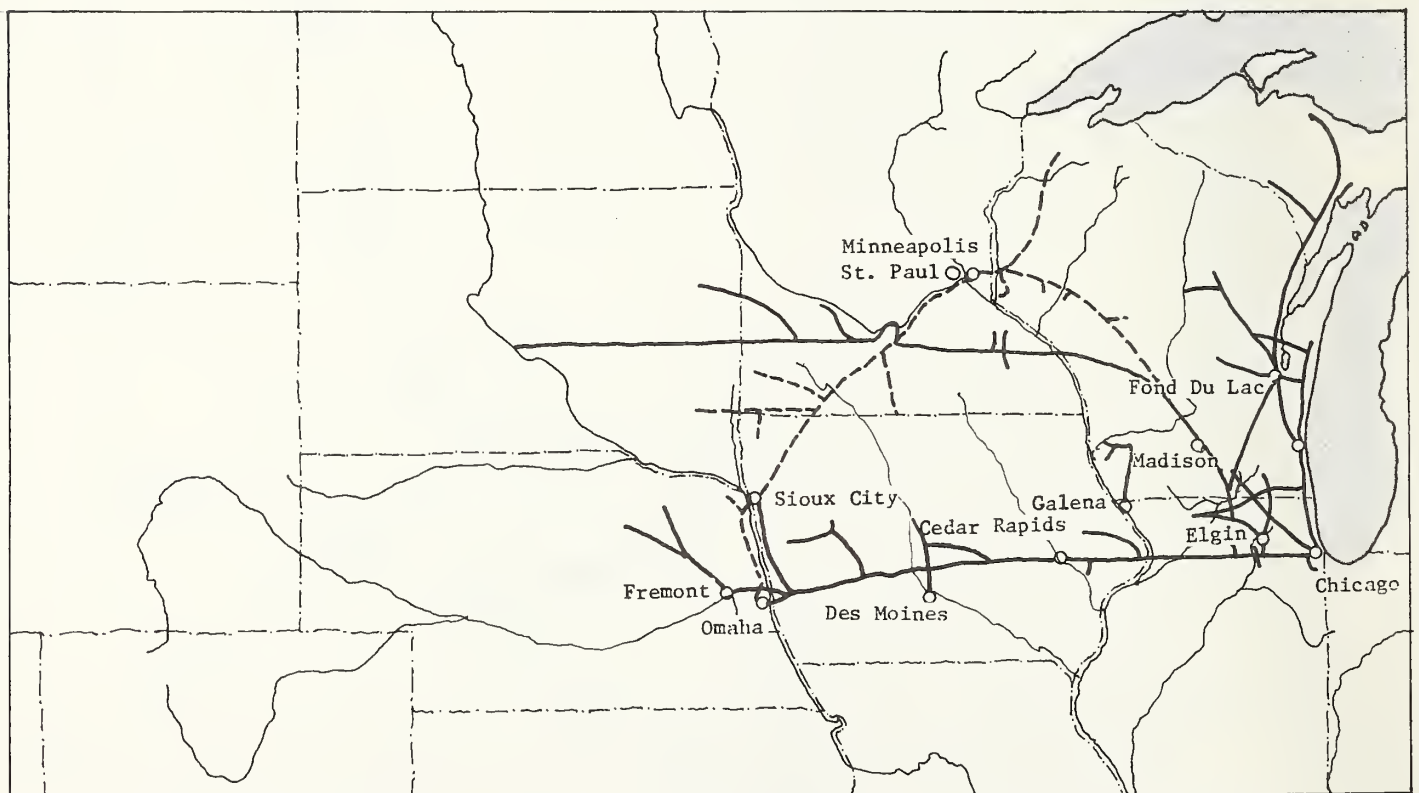 Minneapolis
St. Paul
Fond Du Lac
Madison
Sioux City
Galena
Cedar Rapids
Elgin
Chicago
Fremont
Des Moines
Omaha